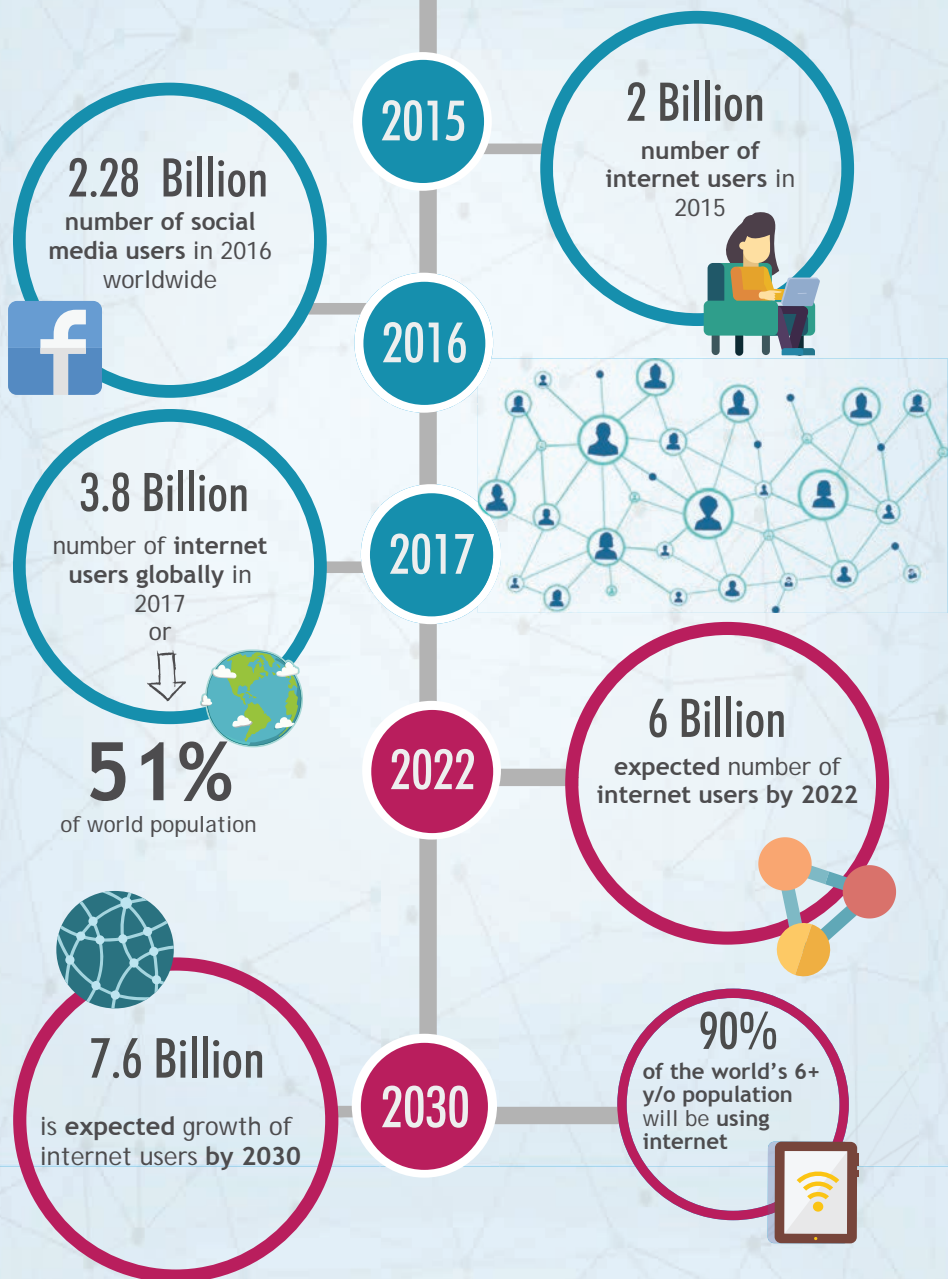 2015
2 Billion
number of
internet users in
2015
2.28 Billion
number of social
media users in 2016
worldwide
f
2016
3.8 Billion
number of internet
users globally in
2017
or
51%
of world population
2017
2022
6 Billion
expected number of
internet users by 2022
7.6 Billion
is expected growth of
internet users by 2030
2030
90%
of the world's 6+
y/o population
will be using
internet